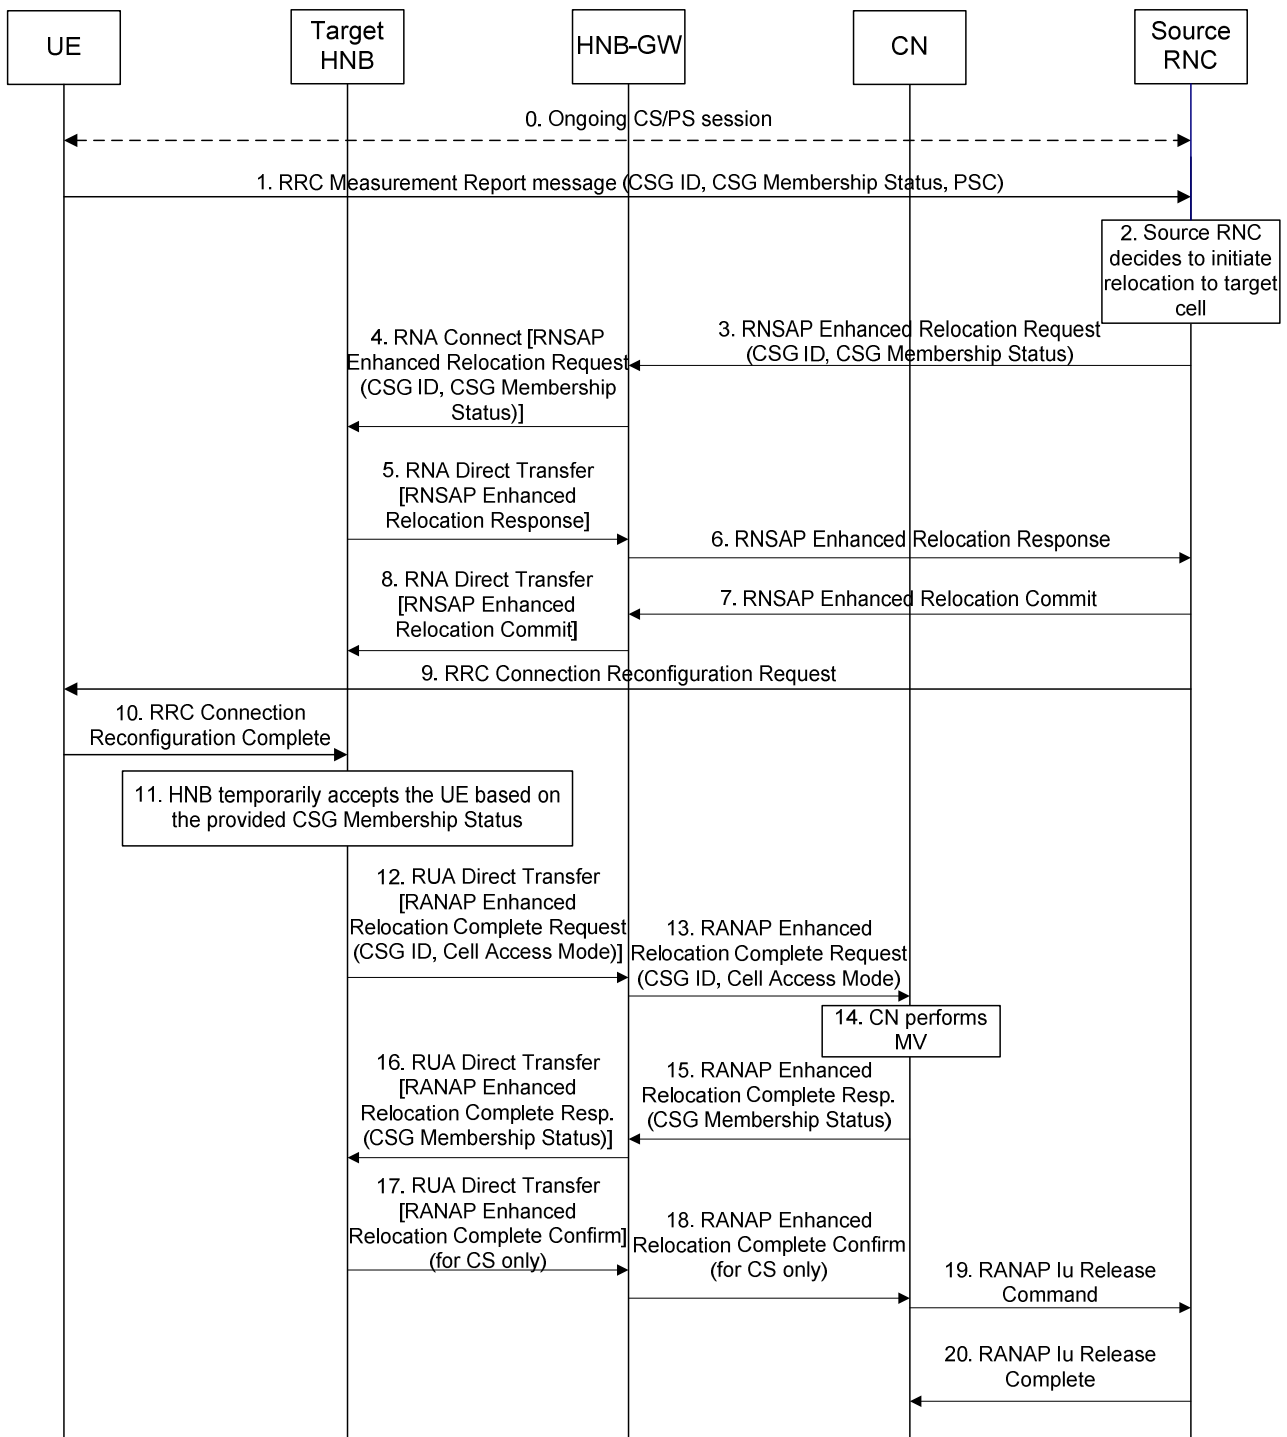 UE
Target
HNB
HNB-GW
CN
Source
RNC
0. Ongoing CS/PS session
1. RRC Measurement Report message (CSG ID, CSG Membership Status, PSC)
2. Source RNC
decides to initiate
relocation to target
cell
3. RNSAP Enhanced Relocation Request
(CSG ID, CSG Membership Status)
4. RNA Connect [RNSAP
Enhanced Relocation Request
(CSG ID, CSG Membership
Status)]
5. RNA Direct Transfer
[RNSAP Enhanced
Relocation Response]
6. RNSAP Enhanced Relocation Response
7. RNSAP Enhanced Relocation Commit
8. RNA Direct Transfer
[RNSAP Enhanced
Relocation Commit]
9. RRC Connection Reconfiguration Request
10. RRC Connection
Reconfiguration Complete
11. HNB temporarily accepts the UE based on
the provided CSG Membership Status
12. RUA Direct Transfer
[RANAP Enhanced
Relocation Complete Request
(CSG ID, Cell Access Mode)]
13. RANAP Enhanced
Relocation Complete Request
(CSG ID, Cell Access Mode)
14. CN performs
MV
15. RANAP Enhanced
Relocation Complete Resp.
(CSG Membership Status)
16. RUA Direct Transfer
[RANAP Enhanced
Relocation Complete Resp.
(CSG Membership Status)]
17. RUA Direct Transfer
[RANAP Enhanced
Relocation Complete Confirm]
(for CS only)
18. RANAP Enhanced
Relocation Complete Confirm
(for CS only)
19. RANAP Iu Release
Command
20. RANAP Iu Release
Complete